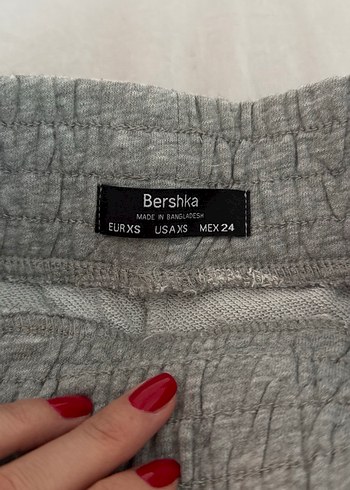 Bershka
MADE IN BANGLADESH
EUR XS USA XS MEX 24